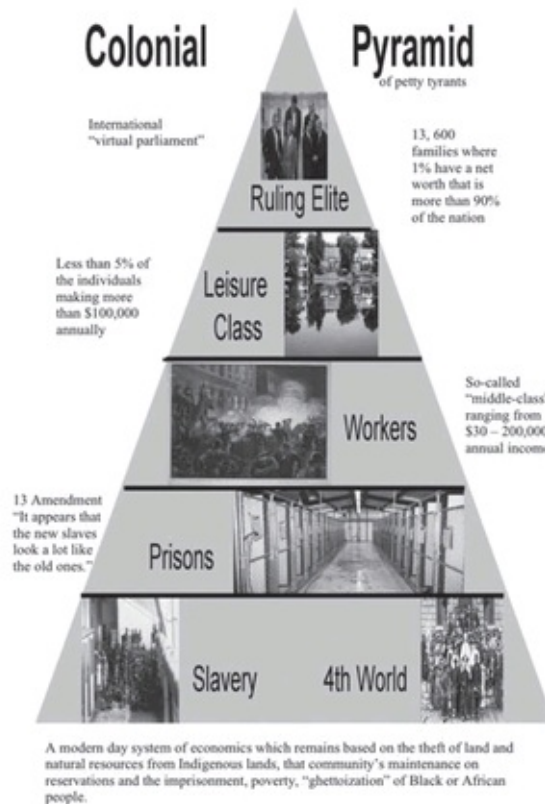 Colonial Pyramid
of petty tyrants
International
“virtual parliament”
13, 600
families where
1% have a net
worth that is
more than 90%
of the nation
Ruling Elite
Less than 5% of
the individuals
making more
than $100,000
annually
Leisure
Class
So-called
“middle-class”
ranging from
$30 – 200,000
annual income
Workers
13 Amendment
“It appears that
the new slaves
look a lot like
the old ones.”
Prisons
Slavery
4th World
A modern day system of economics which remains based on the theft of land and
natural resources from Indigenous lands, that community’s maintenance on
reservations and the imprisonment, poverty, “ghettoization” of Black or African
people.